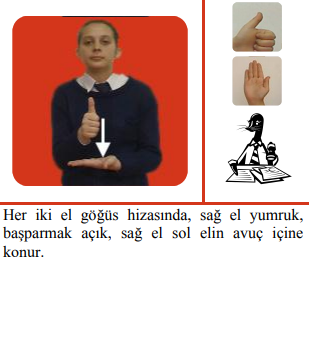 Her iki el göğüs hizasında, sağ el yumruk,
başparmak açık, sağ el sol elin avuç içine
konur.